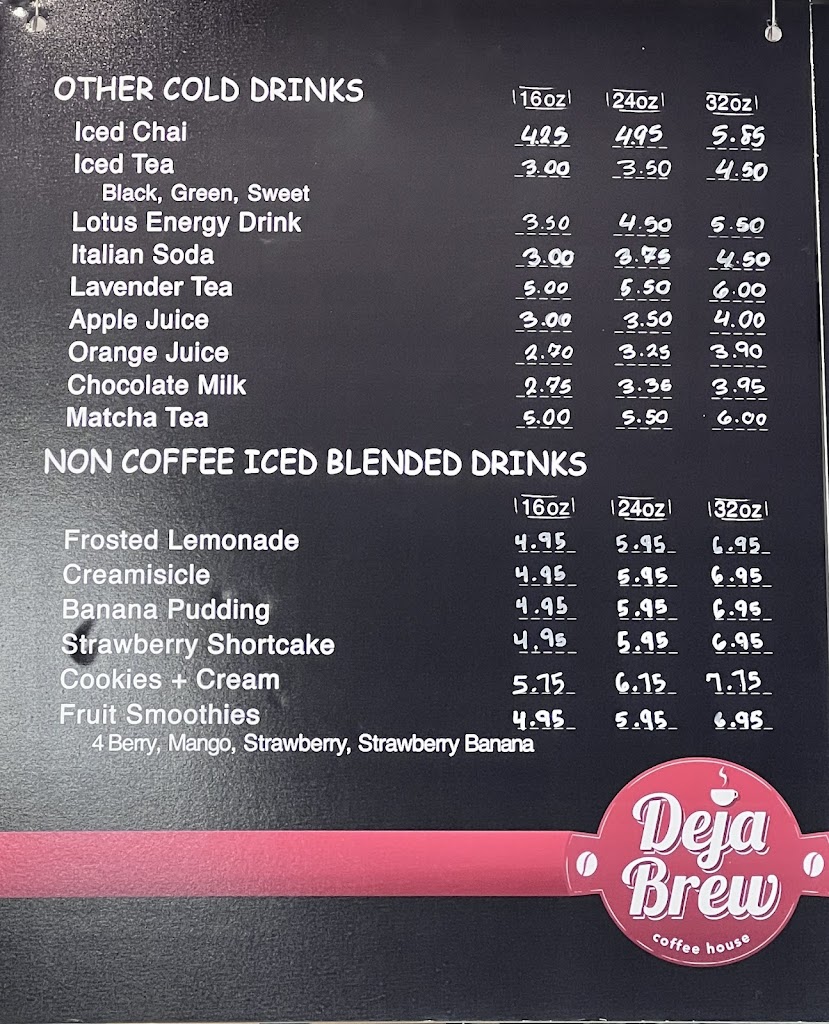 OTHER COLD DRINKS 16oz 24oz 32oz
Iced Chai 4.25 4.95 5.85
Iced Tea 3.00 3.50 4.50
Black, Green, Sweet
Lotus Energy Drink 3.50 4.50 5.50
Italian Soda 3.00 3.75 4.50
Lavender Tea 5.00 5.50 6.00
Apple Juice 3.00 3.50 4.00
Orange Juice 2.70 3.25 3.90
Chocolate Milk 2.75 3.36 3.95
Matcha Tea 5.00 5.50 6.00
NON COFFEE ICED BLENDED DRINKS
16oz 24oz 32oz
Frosted Lemonade 4.95 5.95 6.95
Creamisicle 4.95 5.95 6.95
Banana Pudding 4.95 5.95 6.95
Strawberry Shortcake 4.95 5.95 6.95
Cookies + Cream 5.75 6.75 7.75
Fruit Smoothies 4.95 5.95 6.95
4 Berry, Mango, Strawberry, Strawberry Banana
Deja
Brew
coffee house